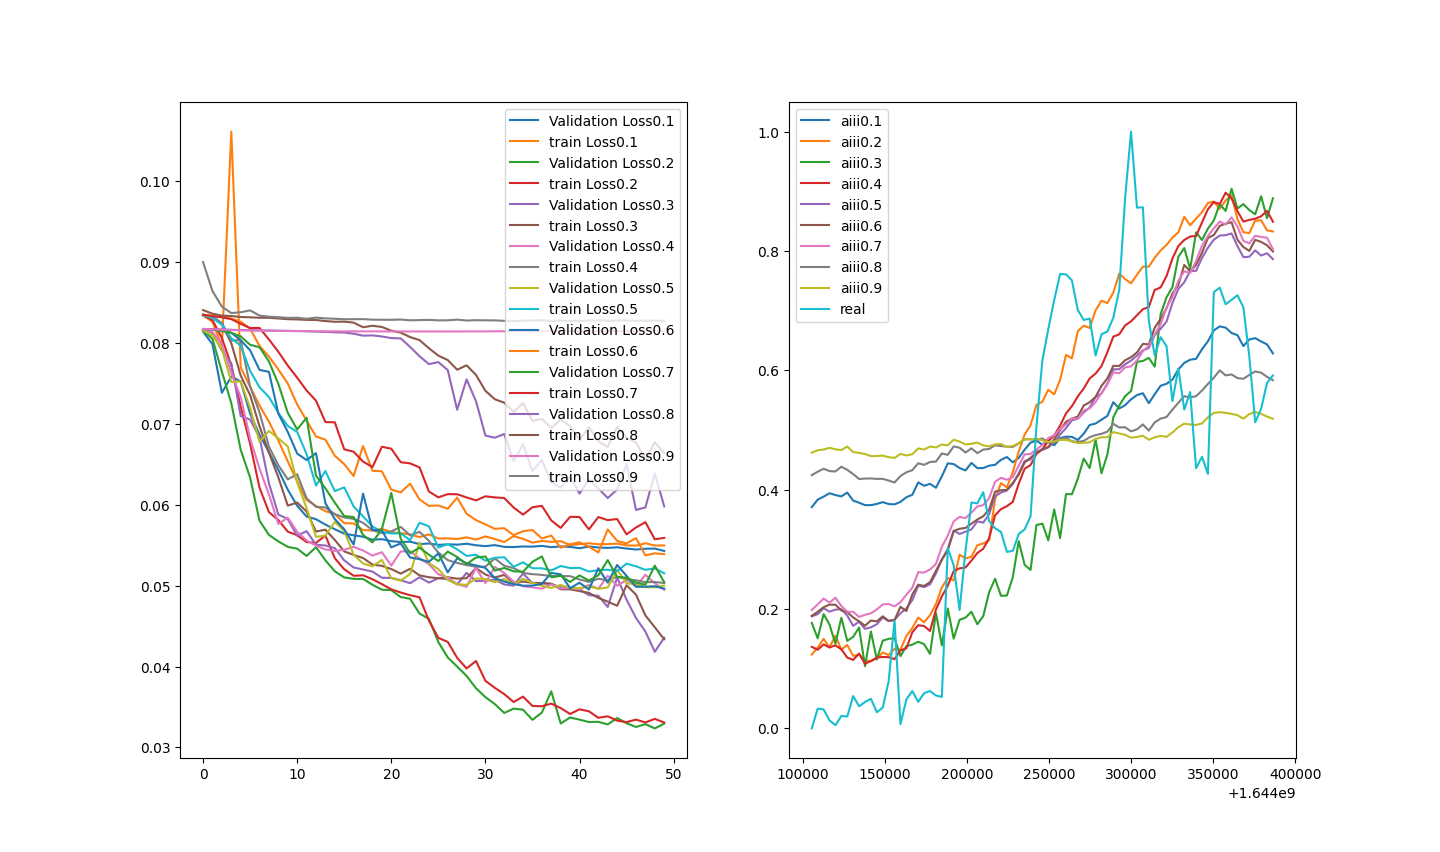 0.10
0.09
0.08
0.07
0.06
0.05
0.04
0.03
0
10
20
30
40
50
Validation Loss0.1
train Loss0.1
Validation Loss0.2
train Loss0.2
Validation Loss0.3
train Loss0.3
Validation Loss0.4
train Loss0.4
Validation Loss0.5
train Loss0.5
Validation Loss0.6
train Loss0.6
Validation Loss0.7
train Loss0.7
Validation Loss0.8
train Loss0.8
Validation Loss0.9
train Loss0.9
1.0
0.8
0.6
0.4
0.2
0.0
aiii0.1
aiii0.2
aiii0.3
aiii0.4
aiii0.5
aiii0.6
aiii0.7
aiii0.8
aiii0.9
real
100000
150000
200000
250000
300000
350000
400000
+1.644e9